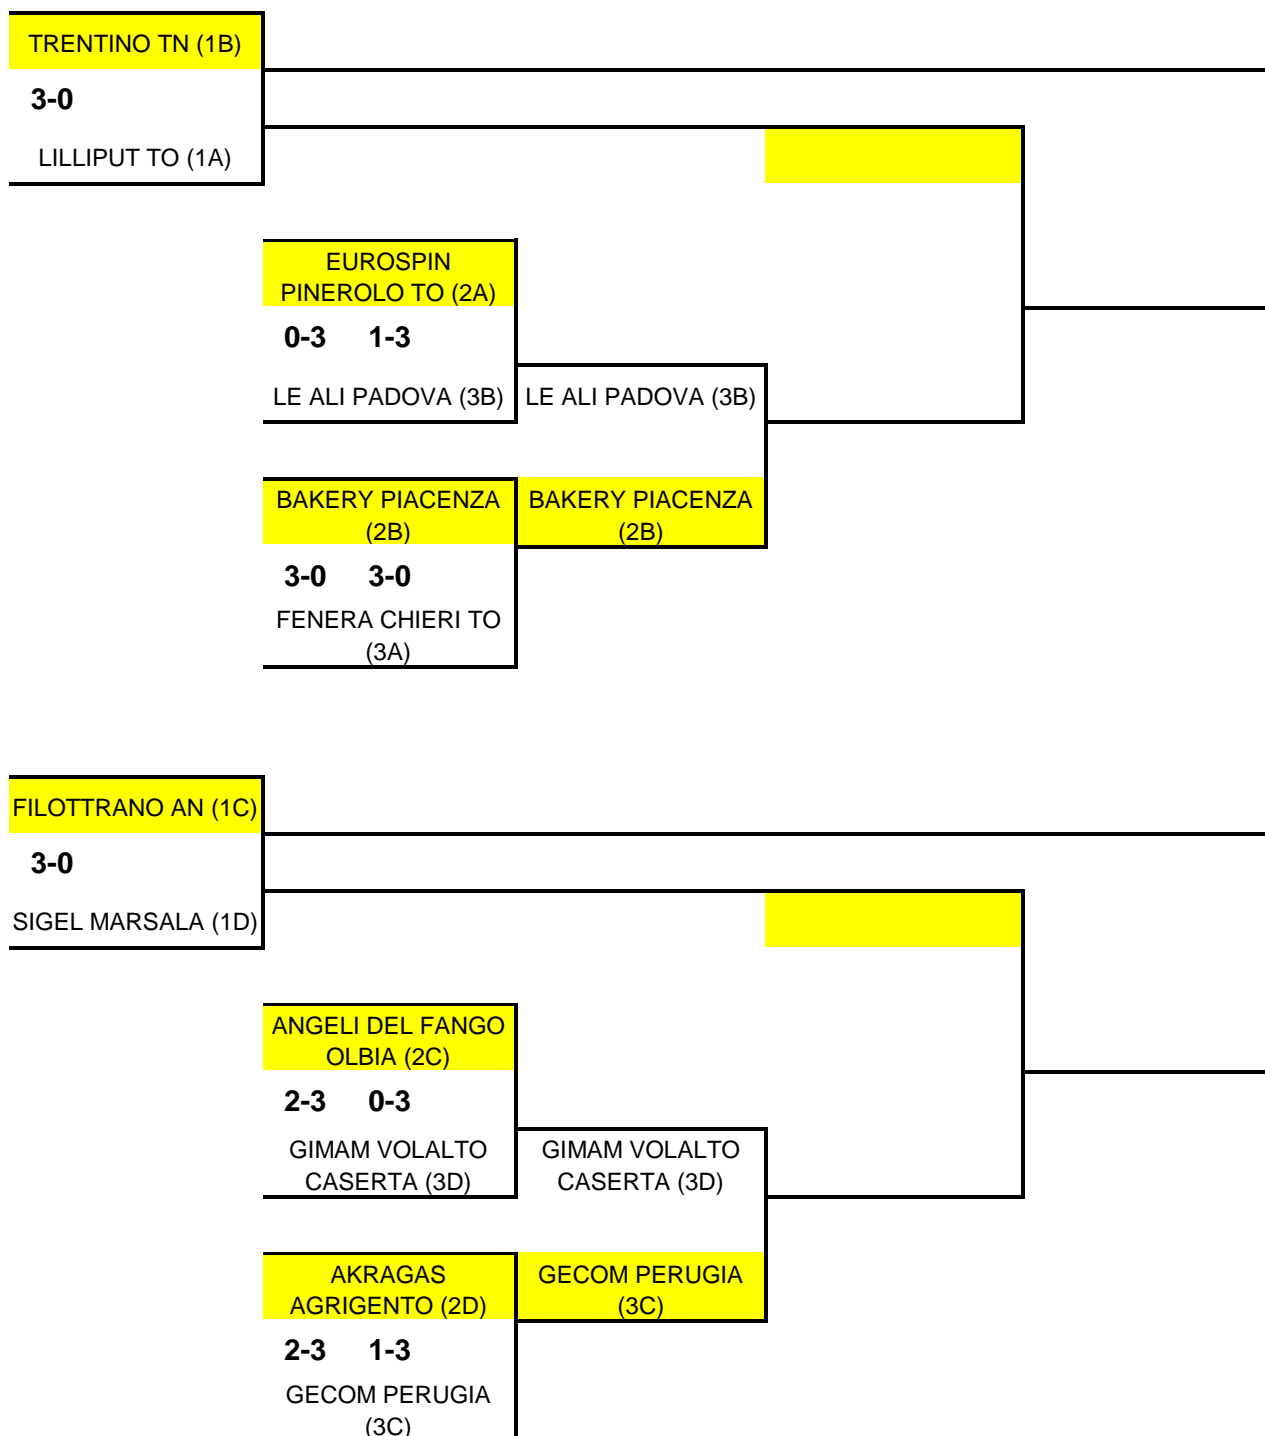 TRENTINO TN (1B)
3-0
LILLIPUT TO (1A)
EUROSPIN
PINEROLO TO (2A)
0-3 1-3
LE ALI PADOVA (3B) LE ALI PADOVA (3B)
BAKERY PIACENZA BAKERY PIACENZA
(2B) (2B)
3-0 3-0
FENERA CHIERI TO
(3A)
FILOTTRANO AN (1C)
3-0
SIGEL MARSALA (1D)
ANGELI DEL FANGO
OLBIA (2C)
2-3 0-3
GIMAM VOLALTO GIMAM VOLALTO
CASERTA (3D) CASERTA (3D)
AKRAGAS GECOM PERUGIA
AGRIGENTO (2D) (3C)
2-3 1-3
GECOM PERUGIA
(3C)